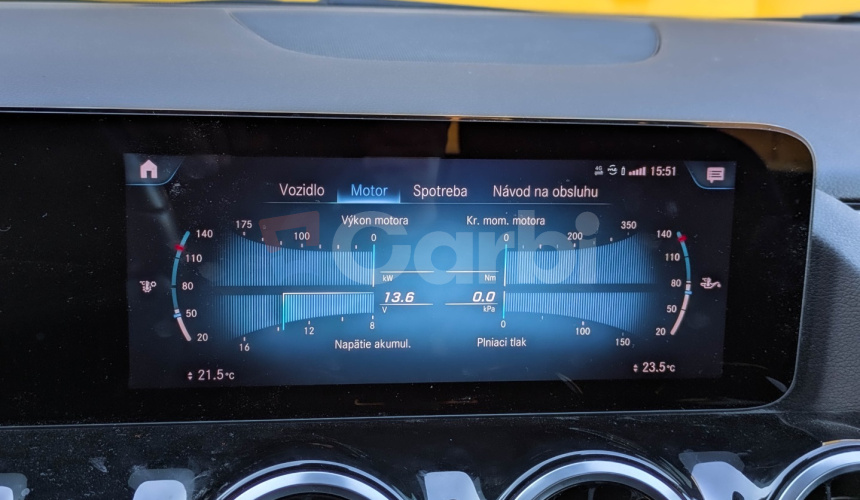 4G 15:51
Vozidlo Motor Spotreba Návod na obsluhu
Výkon motora Kr. mom. motora
140 175 100 0 0 200 350 140
110 110
Carpi
80 kW Nm 80
13.6 0.0
V kPa
50 50
20 16 12 8 0 100 150 20
Napätie akumul. Plniaci tlak
21.5°C 23.5°C